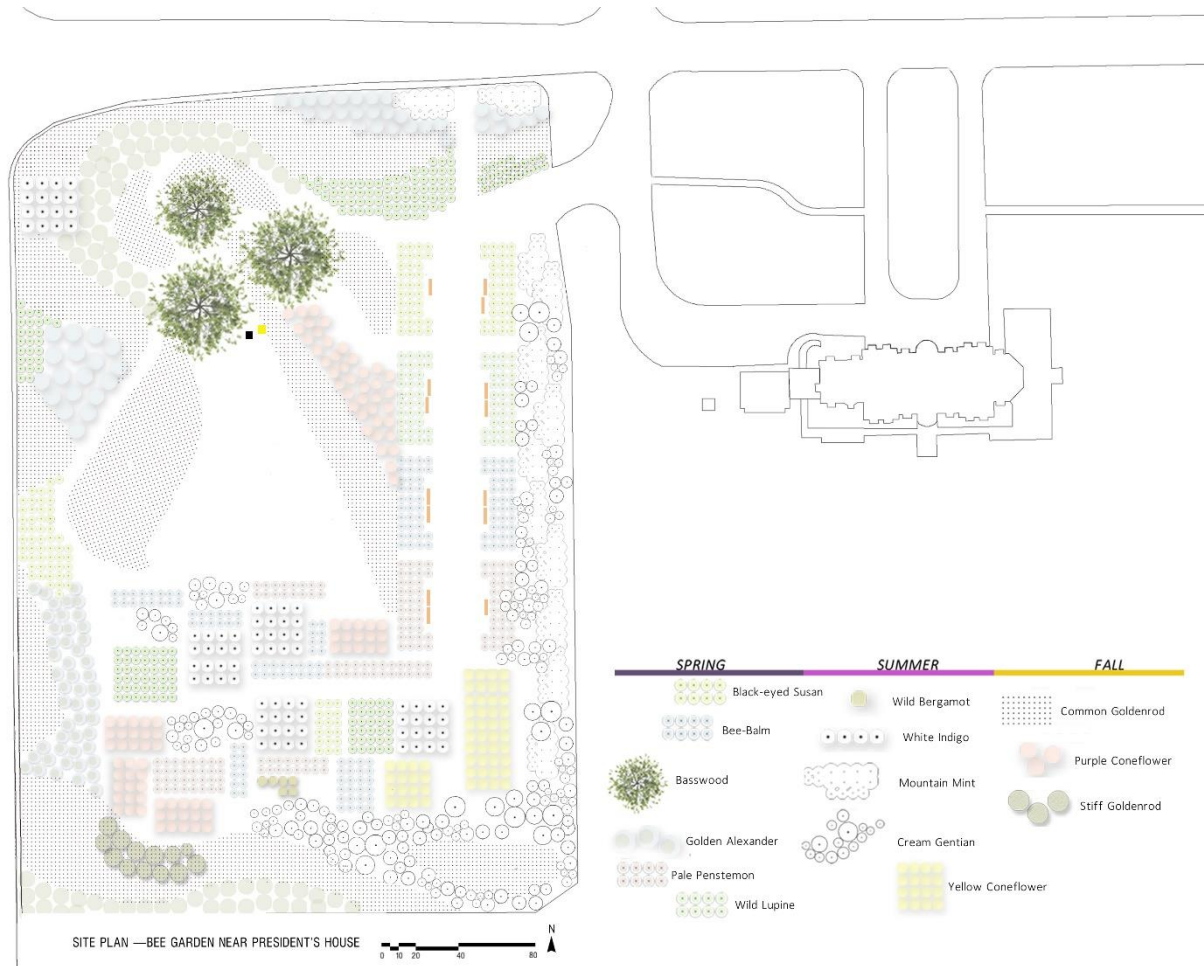 SPRING SUMMER FALL
Black-eyed Susan
Bee-Balm
Basswood
Golden Alexander
Pale Penstemon
Wild Lupine
Wild Bergamot
White Indigo
Mountain Mint
Cream Gentian
Yellow Coneflower
Common Goldenrod
Purple Coneflower
Stiff Goldenrod
SITE PLAN —BEE GARDEN NEAR PRESIDENT'S HOUSE
0 10 20 40 80
N